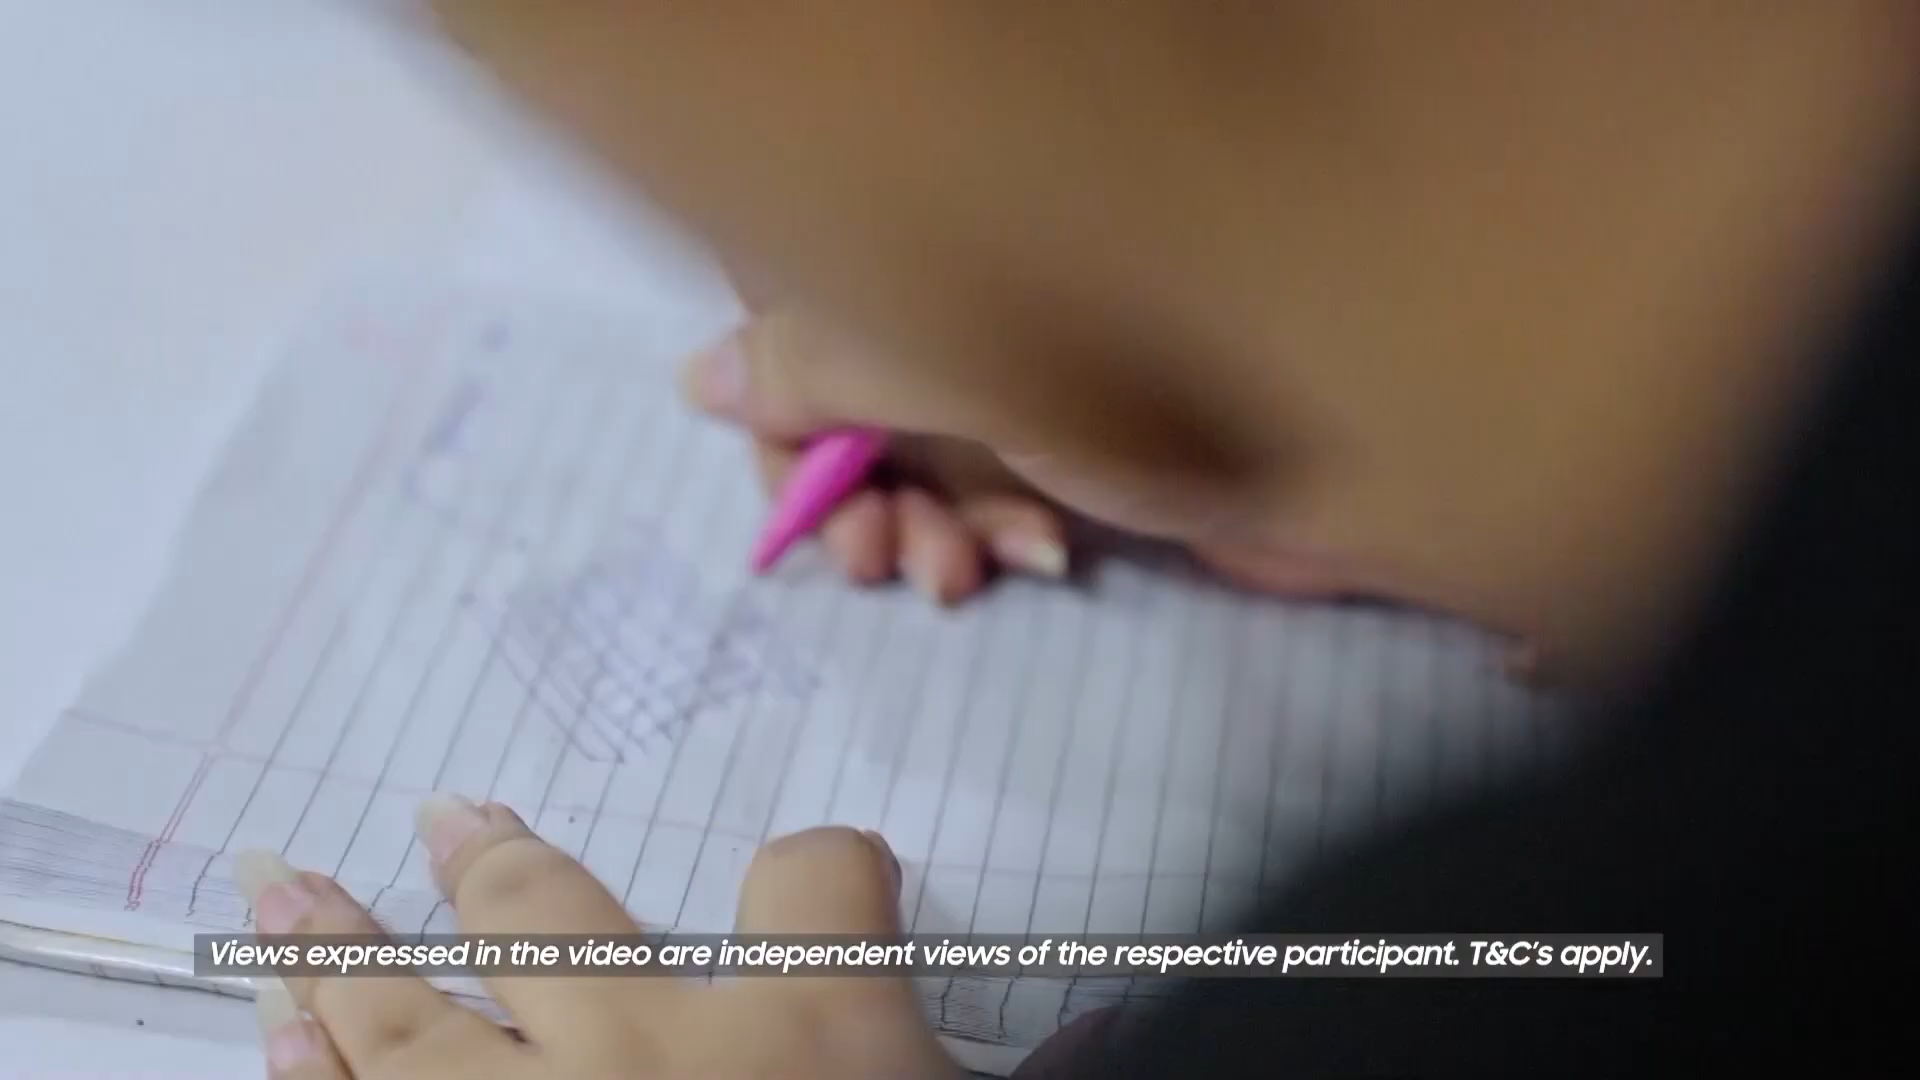 Views expressed in the video are independent views of the respective participant. T&C's apply.